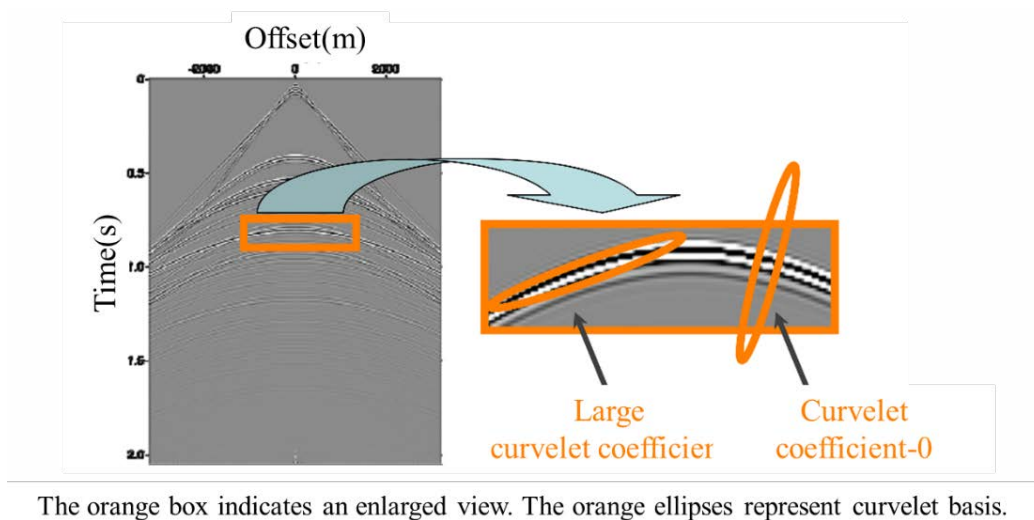 Offset(m)
-2000 0 2000
0
0.5
Time(s)
1.0
1.5
2.0
Large
curvelet coefficier
Curvelet
coefficient-0
The orange box indicates an enlarged view. The orange ellipses represent curvelet basis.